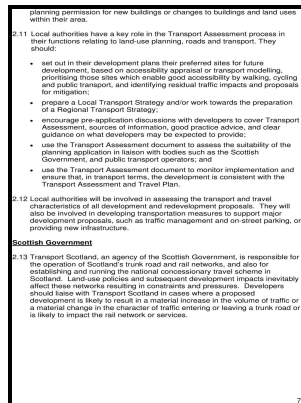 planning permission for new buildings or changes to buildings and land uses
within their area.
2.11 Local authorities have a key role in the Transport Assessment process in
their functions relating to land-use planning, roads and transport. They
should:
• set out in their development plans their preferred sites for future
development, based on accessibility appraisal or transport modelling,
prioritising those sites which enable good accessibility by walking, cycling
and public transport, and identifying residual traffic impacts and proposals
for mitigation;
• prepare a Local Transport Strategy and/or work towards the preparation
of a Regional Transport Strategy;
• encourage pre-application discussions with developers to cover Transport
Assessment, sources of information, good practice advice, and clear
guidance on what developers may be expected to provide;
• use the Transport Assessment document to assess the suitability of the
planning application in liaison with bodies such as the Scottish
Government, and public transport operators; and
• use the Transport Assessment document to monitor implementation and
ensure that, in transport terms, the development is consistent with the
Transport Assessment and Travel Plan.
2.12 Local authorities will be involved in assessing the transport and travel
characteristics of all development and redevelopment proposals. They will
also be involved in developing transportation measures to support major
development proposals, such as traffic management and on-street parking, or
providing new infrastructure.
Scottish Government
2.13 Transport Scotland, an agency of the Scottish Government, is responsible for
the operation of Scotland's trunk road and rail networks, and also for
establishing and running the national concessionary travel scheme in
Scotland. Land-use policies and subsequent development impacts inevitably
affect these networks resulting in constraints and pressures. Developers
should liaise with Transport Scotland in cases where a proposed
development is likely to result in a material increase in the volume of traffic or
a material change in the character of traffic entering or leaving a trunk road or
is likely to impact the rail network or services.
7